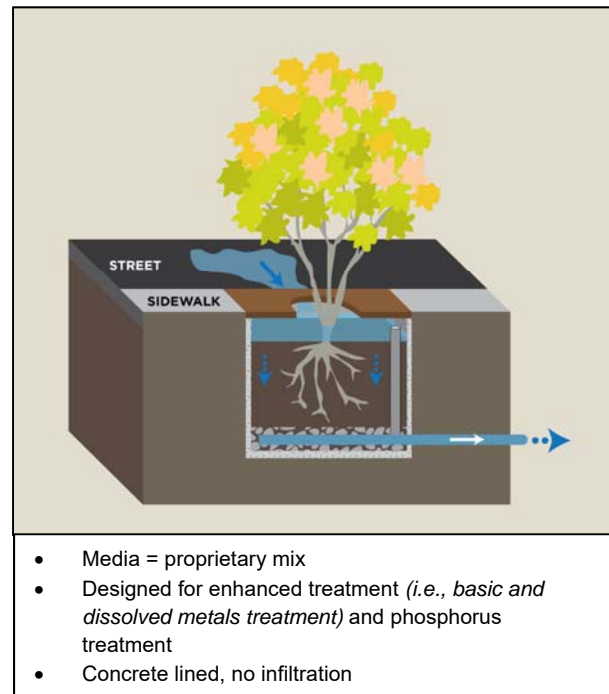 STREET
SIDEWALK
• Media = proprietary mix
• Designed for enhanced treatment (i.e., basic and
dissolved metals treatment) and phosphorus
treatment
• Concrete lined, no infiltration